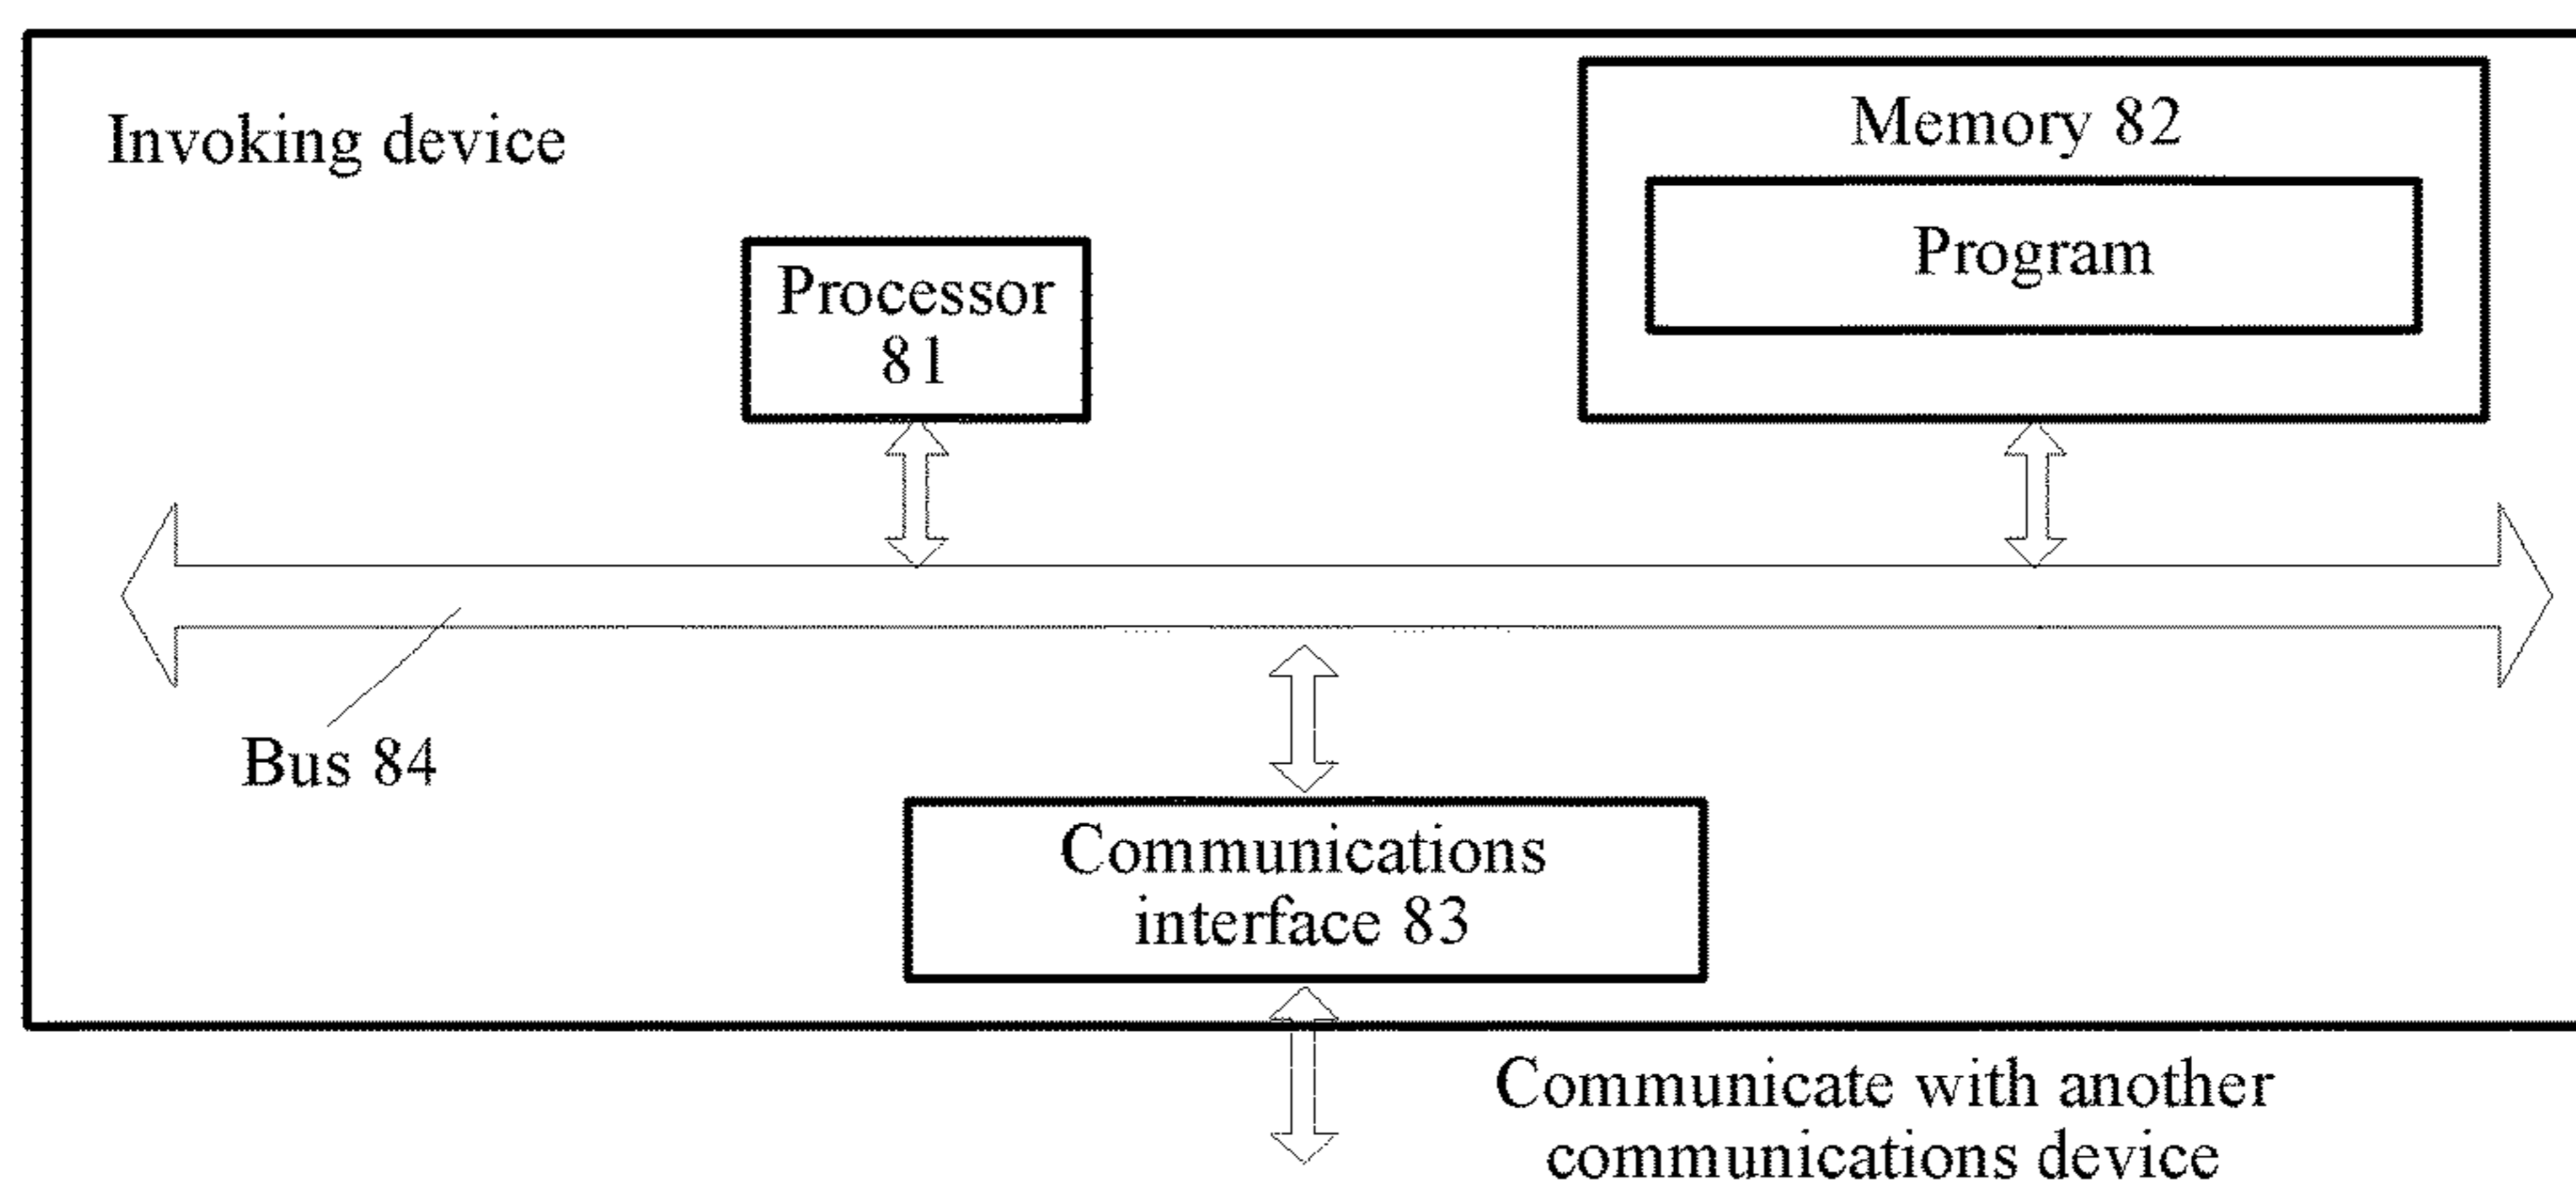 Invoking device
Memory 82
Program
Processor
81
Bus 84
Communications
interface 83
Communicate with another
communications device